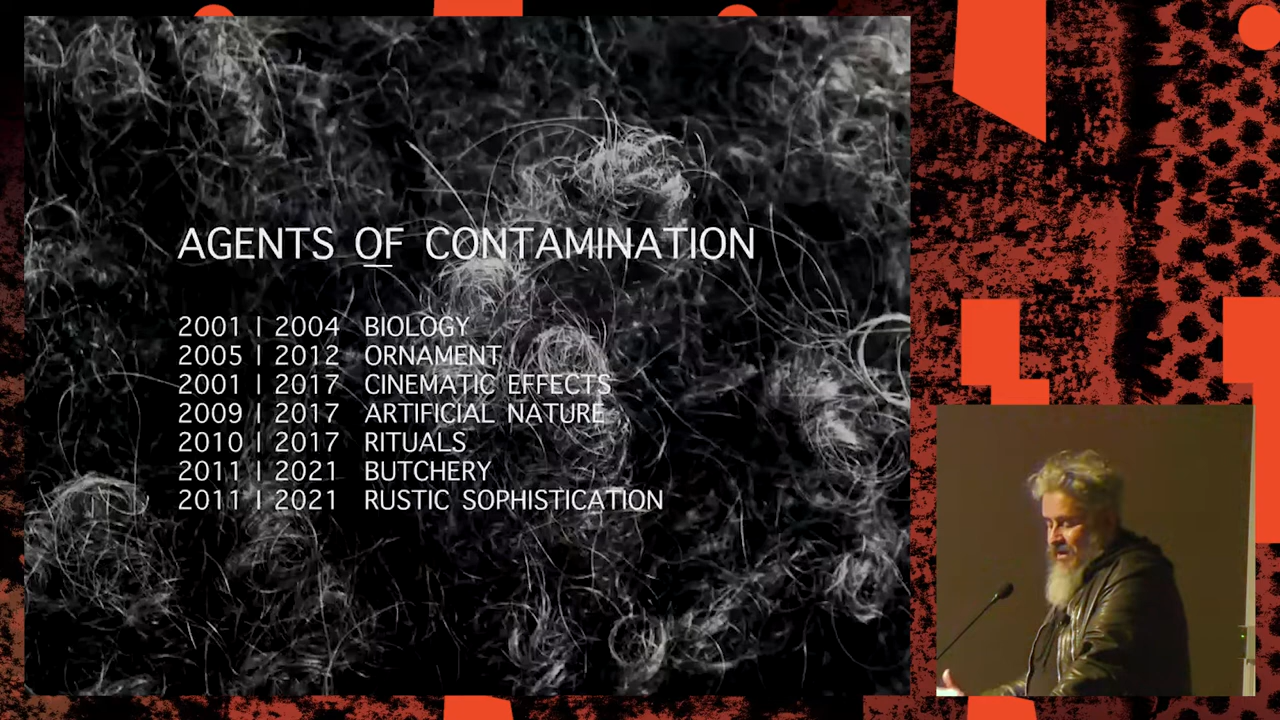 AGENTS OF CONTAMINATION
2001 | 2004 BIOLOGY
2005 | 2012 ORNAMENT
2001 | 2017 CINEMATIC EFFECTS
2009 | 2017 ARTIFICIAL NATURE
2010 | 2017 RITUALS
2011 | 2021 BUTCHERY
2011 | 2021 RUSTIC SOPHISTICATION